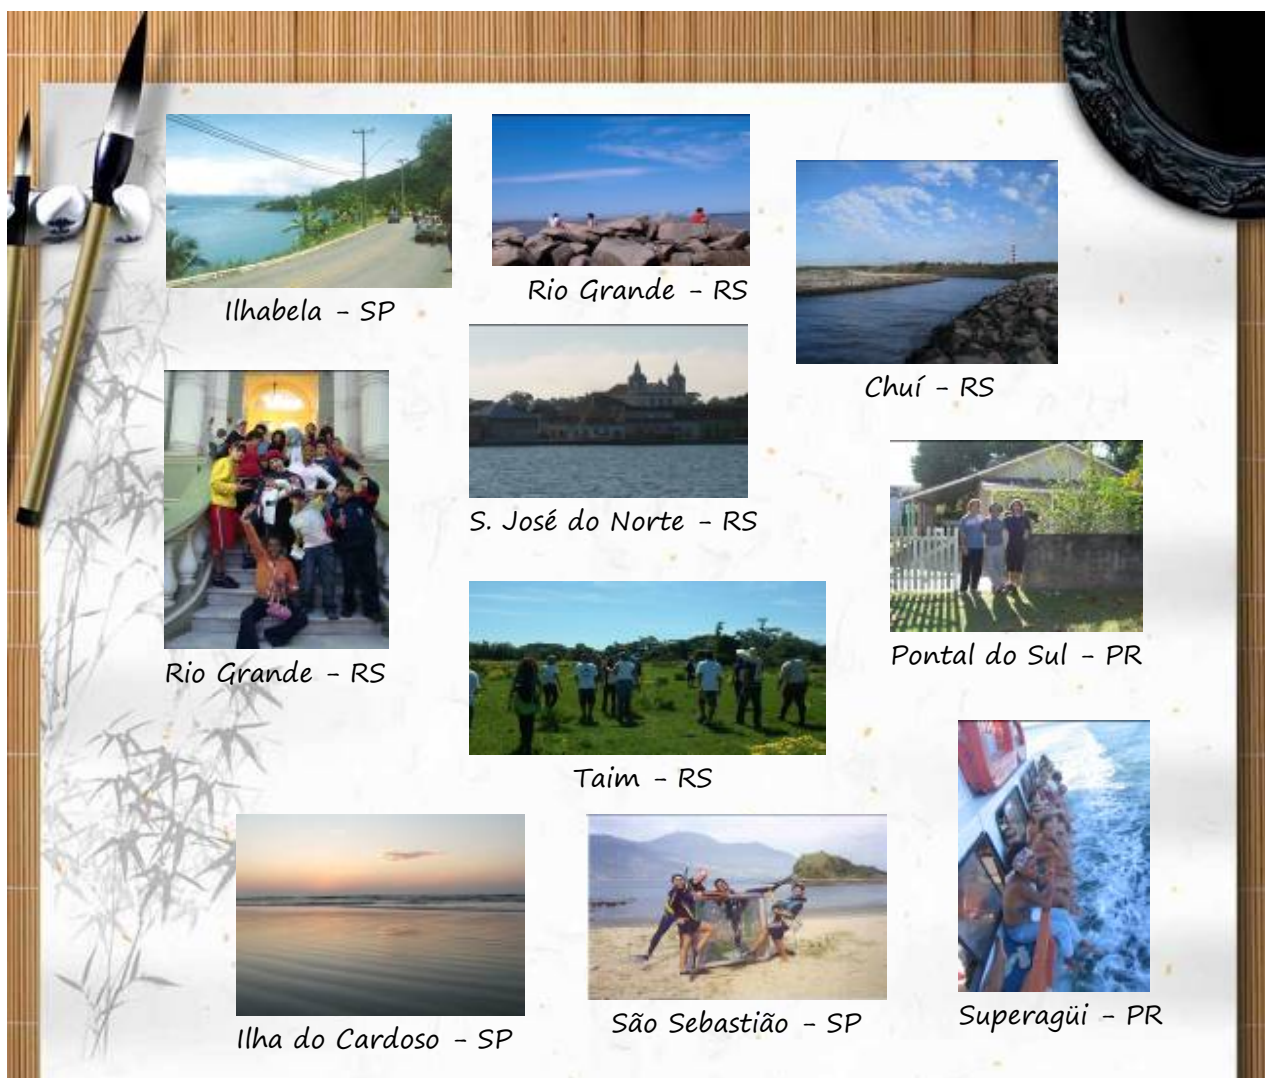 Ilhabela - SP
Rio Grande - RS
Chuí - RS
S. José do Norte - RS
Rio Grande - RS
Pontal do Sul - PR
Taim - RS
Ilha do Cardoso - SP
São Sebastião - SP
Superagüi - PR